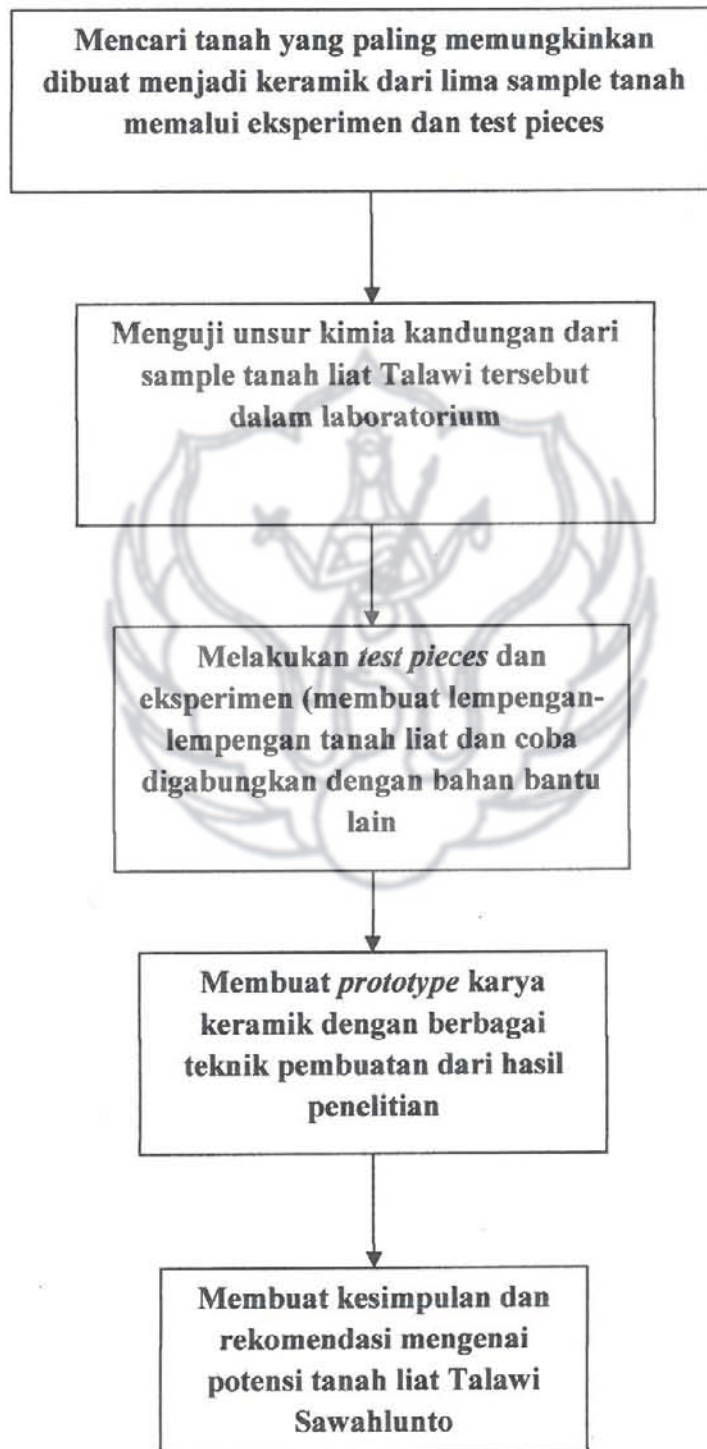 Mencari tanah yang paling memungkinkan
dibuat menjadi keramik dari lima sample tanah
memalui eksperimen dan test pieces
Menguji unsur kimia kandungan dari
sample tanah liat Talawi tersebut
dalam laboratorium
Melakukan test pieces dan
eksperimen (membuat lempengan-
lempengan tanah liat dan coba
digabungkan dengan bahan bantu
lain
Membuat prototype karya
keramik dengan berbagai
teknik pembuatan dari hasil
penelitian
Membuat kesimpulan dan
rekomendasi mengenai
potensi tanah liat Talawi
Sawahlunto